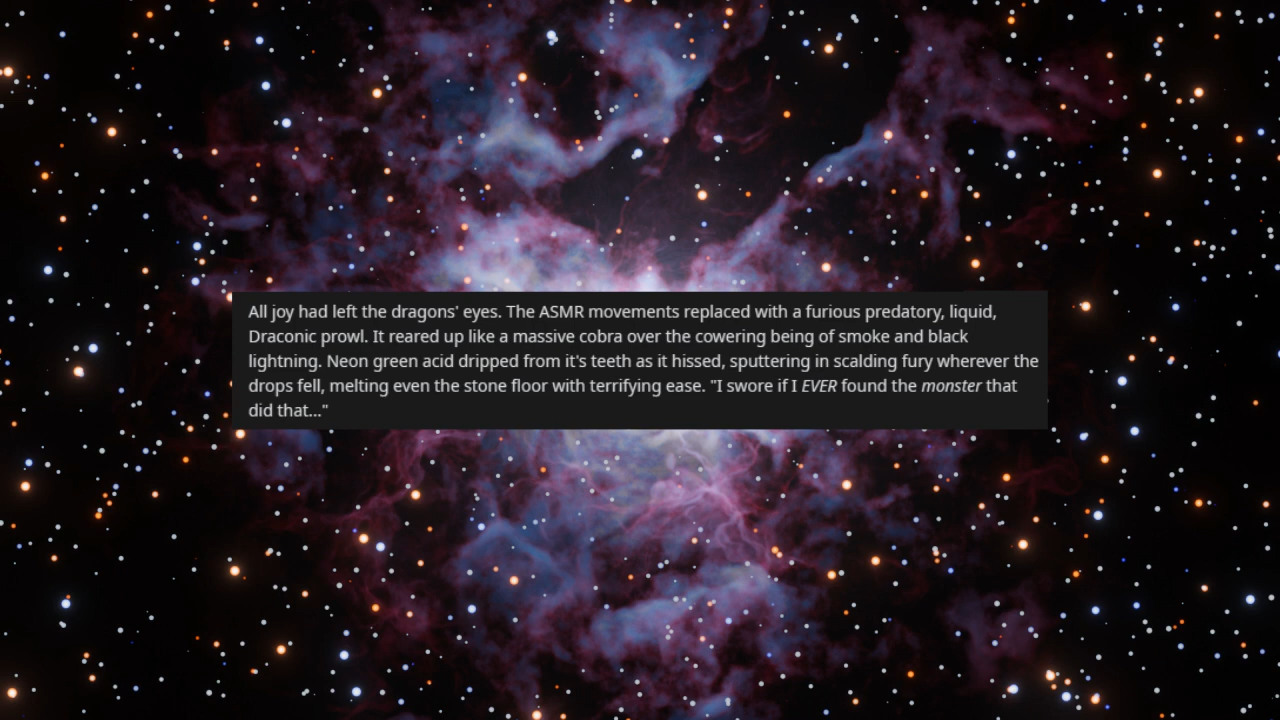 All joy had left the dragons' eyes. The ASMR movements replaced with a furious predatory, liquid,
Draconic prowl. It reared up like a massive cobra over the cowering being of smoke and black
lightning. Neon green acid dripped from it's teeth as it hissed, sputtering in scalding fury wherever the
drops fell, melting even the stone floor with terrifying ease. "I swore if I EVER found the monster that
did that..."